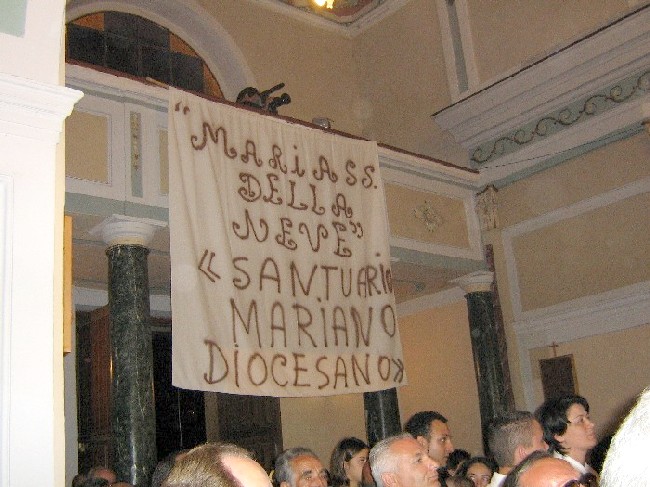 “MARIA SS.
DELLA
NEVE”
«SANTUARIO
MARIANO
DIOCESANO»